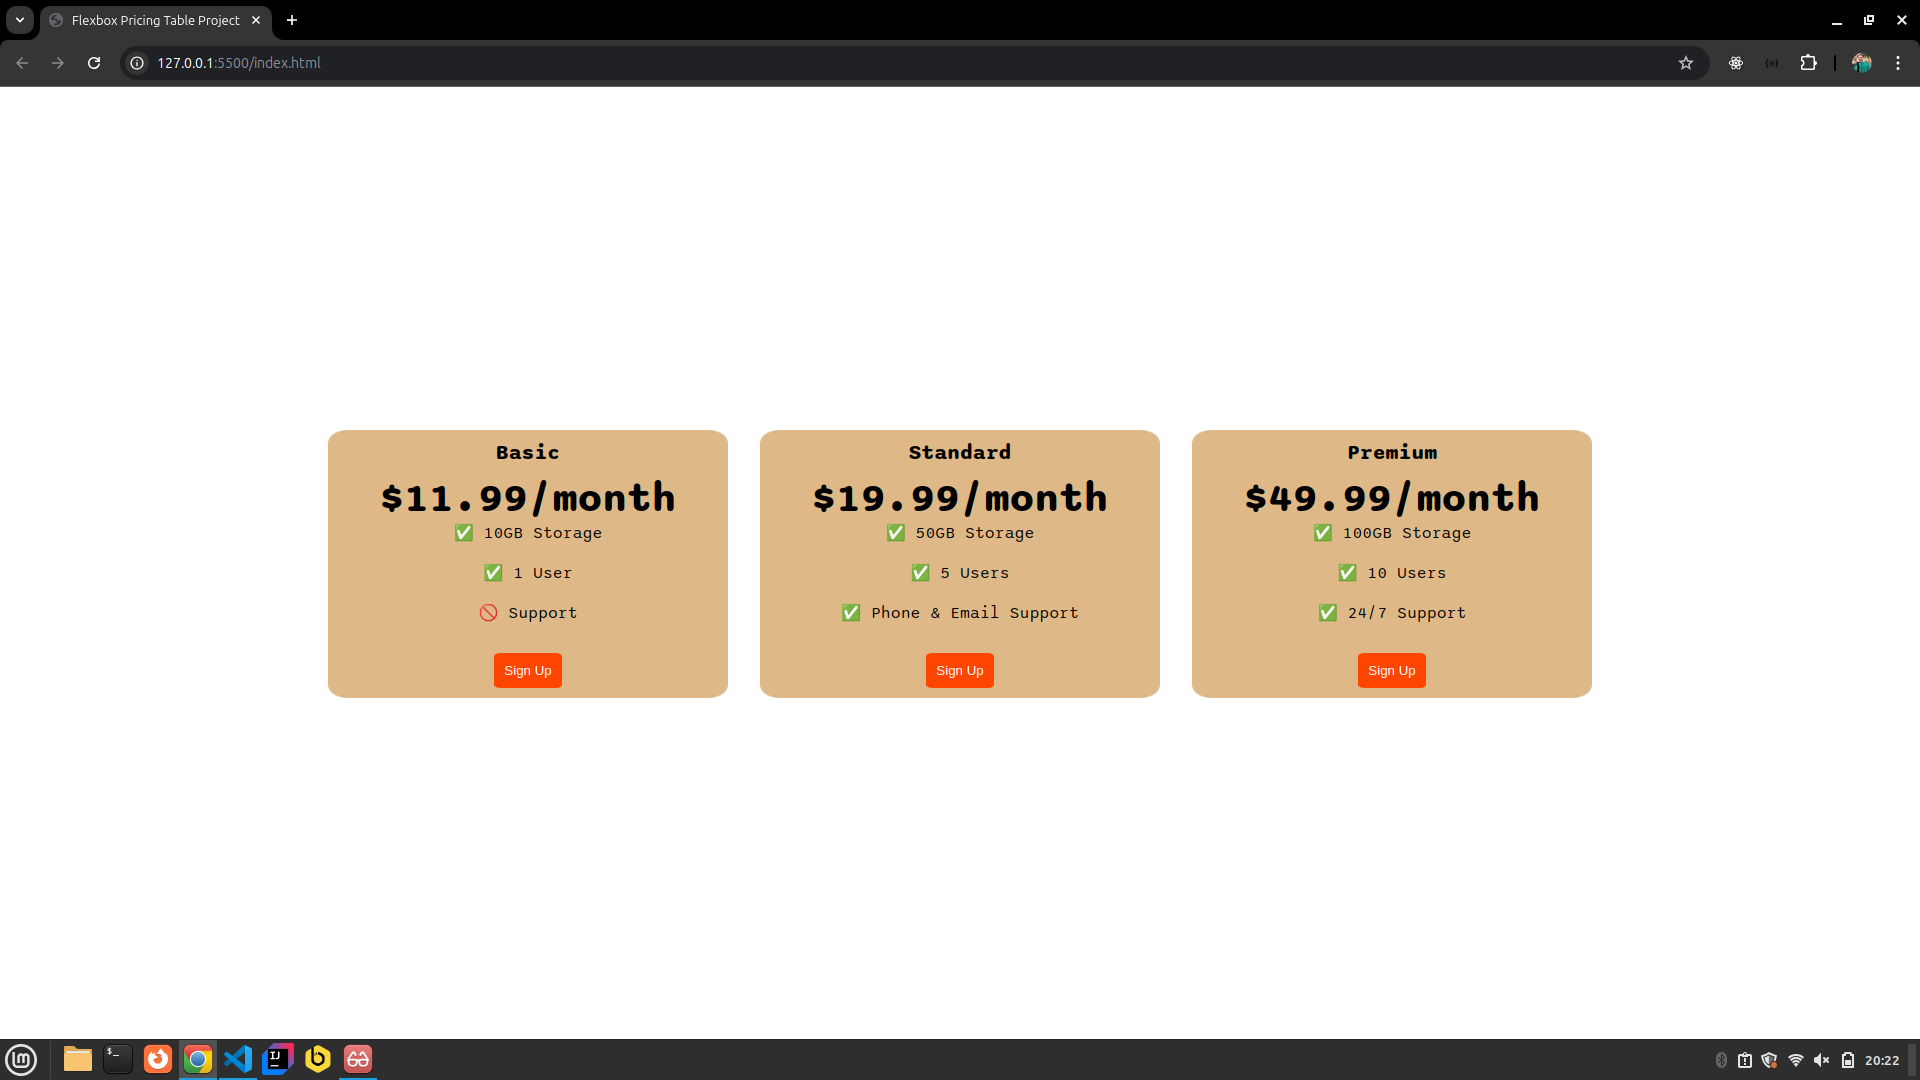 Flexbox Pricing Table Project
127.0.0.1:5500/index.html
Basic
$11.99/month
✅ 10GB Storage
✅ 1 User
🚫 Support
Sign Up
Standard
$19.99/month
✅ 50GB Storage
✅ 5 Users
✅ Phone & Email Support
Sign Up
Premium
$49.99/month
✅ 100GB Storage
✅ 10 Users
✅ 24/7 Support
Sign Up
$_
IJ
20:22